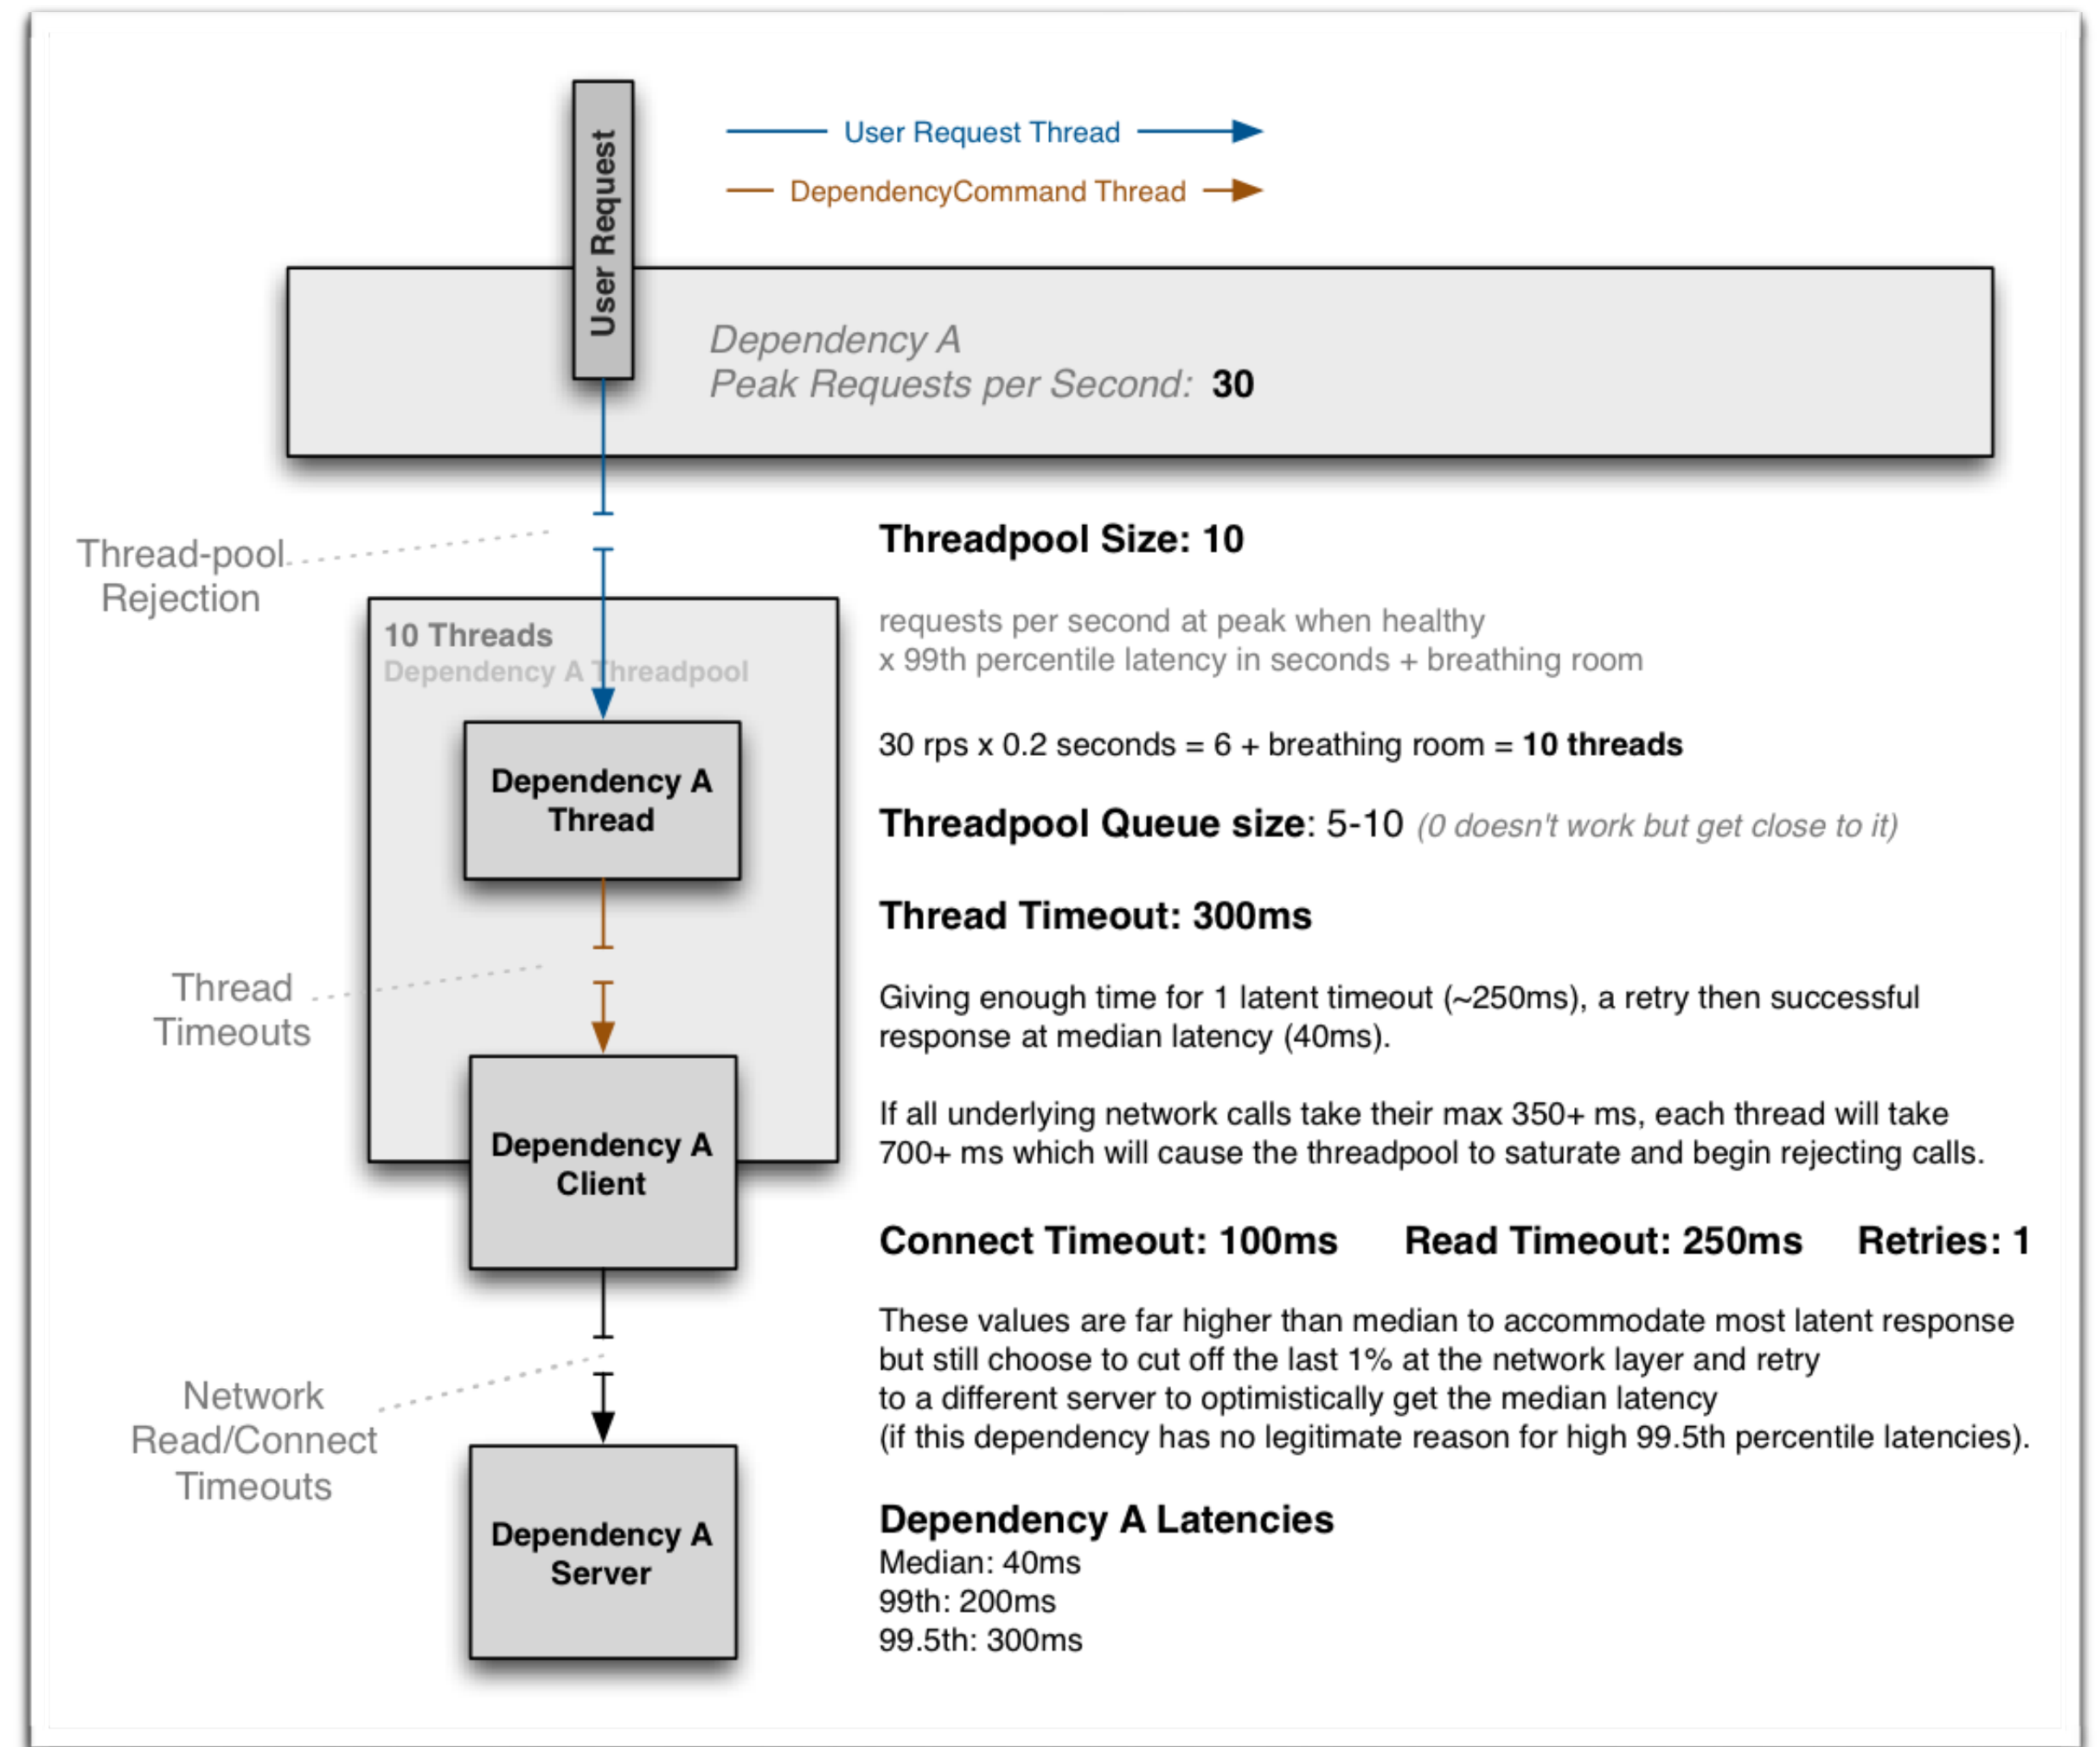 User Request
User Request Thread
DependencyCommand Thread
Dependency A
Peak Requests per Second: 30
Thread-pool
Rejection
10 Threads
Dependency A Threadpool
Dependency A
Thread
Thread
Timeouts
Dependency A
Client
Network
Read/Connect
Timeouts
Dependency A
Server
Threadpool Size: 10
requests per second at peak when healthy
x 99th percentile latency in seconds + breathing room
30 rps x 0.2 seconds = 6 + breathing room = 10 threads
Threadpool Queue size: 5-10 (0 doesn't work but get close to it)
Thread Timeout: 300ms
Giving enough time for 1 latent timeout (~250ms), a retry then successful
response at median latency (40ms).
If all underlying network calls take their max 350+ ms, each thread will take
700+ ms which will cause the threadpool to saturate and begin rejecting calls.
Connect Timeout: 100ms Read Timeout: 250ms Retries: 1
These values are far higher than median to accommodate most latent response
but still choose to cut off the last 1% at the network layer and retry
to a different server to optimistically get the median latency
(if this dependency has no legitimate reason for high 99.5th percentile latencies).
Dependency A Latencies
Median: 40ms
99th: 200ms
99.5th: 300ms